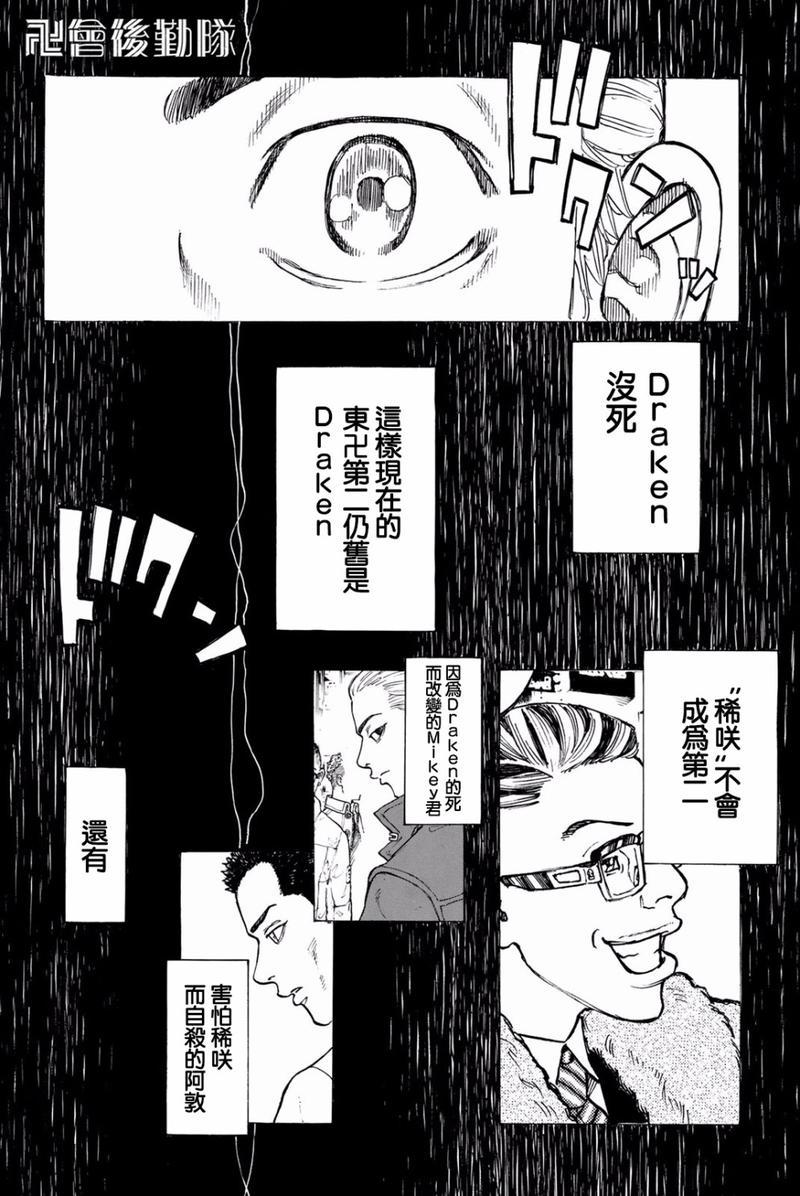 卍會後勤隊
ドクン
ドクン
Draken
沒死
這樣現在的
東卍第二仍舊是
Draken
ドクン
"稀咲"不會
成爲第二
因爲Draken的死
而改變的Mikey君
還有
害怕稀咲
而自殺的阿敦